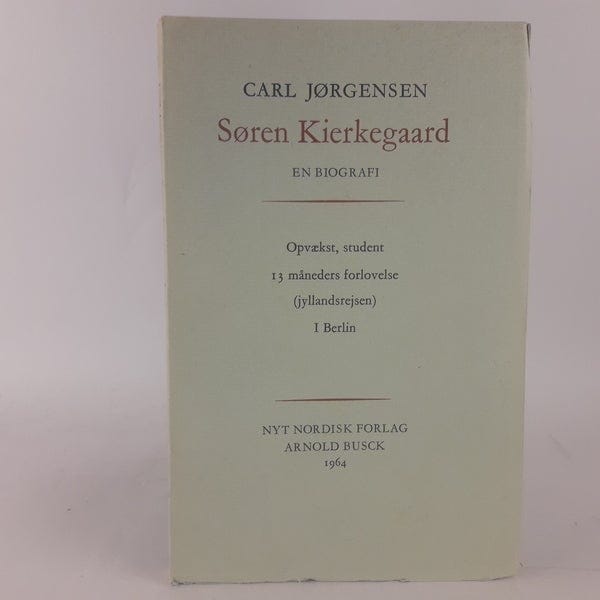 CARL JØRGENSEN
Søren Kierkegaard
EN BIOGRAFI
Opvækst, student
13 måneders forlovelse
(jyllandsrejsen)
I Berlin
NYT NORDISK FORLAG
ARNOLD BUSCK
1964